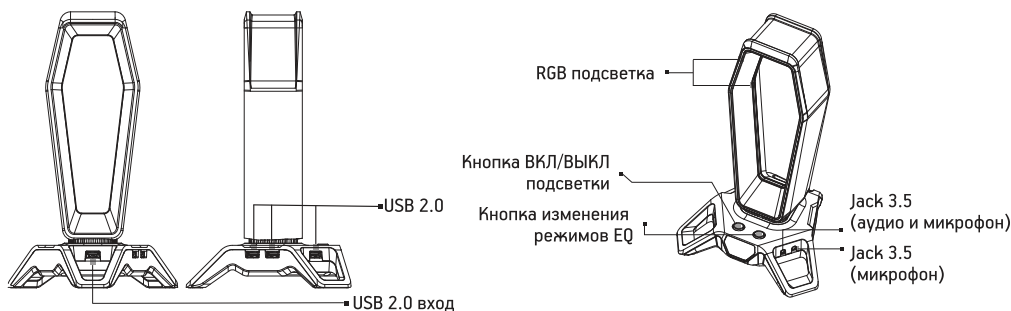 USB 2.0
USB 2.0 вход
RGB подсветка
Кнопка ВКЛ/ВЫКЛ
подсветки
Кнопка изменения
режимов EQ
Jack 3.5
(аудио и микрофон)
Jack 3.5
(микрофон)